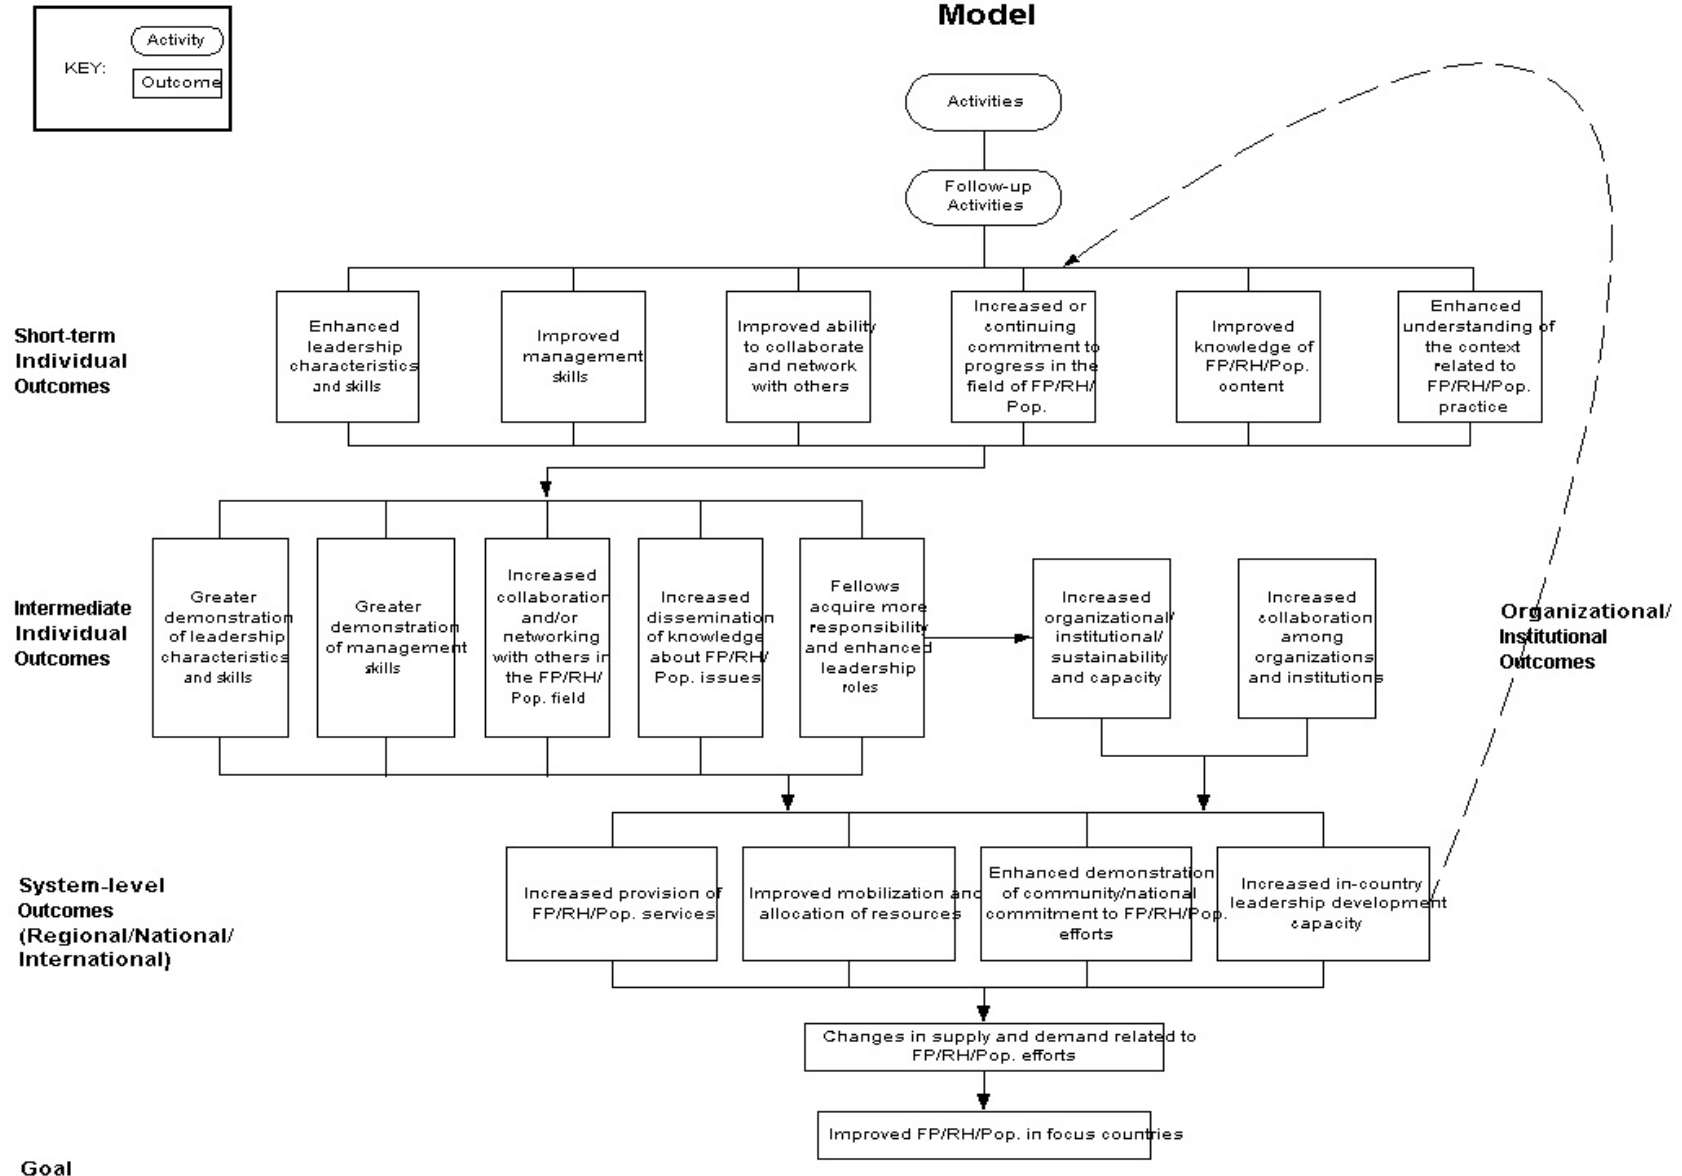 Model
KEY:
Activity
Outcome
Activities
Follow-up
Activities
Short-term
Individual
Outcomes
Enhanced
leadership
characteristics
and skills
Improved
management
skills
Improved ability
to collaborate
and network
with others
Increased or
continuing
commitment to
progress in the
field of FP/RH/
Pop.
Improved
knowledge of
FP/RH/Pop.
content
Enhanced
understanding of
the context
related to
FP/RH/Pop.
practice
Intermediate
Individual
Outcomes
Greater
demonstration
of leadership
characteristics
and skills
Greater
demonstration
of management
skills
Increased
collaboration
and/or
networking
with others in
the FP/RH/
Pop. field
Increased
dissemination
of knowledge
about FP/RH/
Pop. issues
Fellows
acquire more
responsibility
and enhanced
leadership
roles
Increased
organizational/
institutional/
sustainability
and capacity
Increased
collaboration
among
organizations
and institutions
Organizational/
Institutional
Outcomes
System-level
Outcomes
(Regional/National/
International)
Increased provision of
FP/RH/Pop. services
Improved mobilization and
allocation of resources
Enhanced demonstration
of community/national
commitment to FP/RH/Pop.
efforts
Increased in-country
leadership development
capacity
Changes in supply and demand related to
FP/RH/Pop. efforts
Improved FP/RH/Pop. in focus countries
Goal